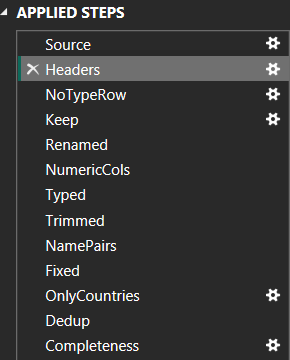 APPLIED STEPS
Source
Headers
NoTypeRow
Keep
Renamed
NumericCols
Typed
Trimmed
NamePairs
Fixed
OnlyCountries
Dedup
Completeness